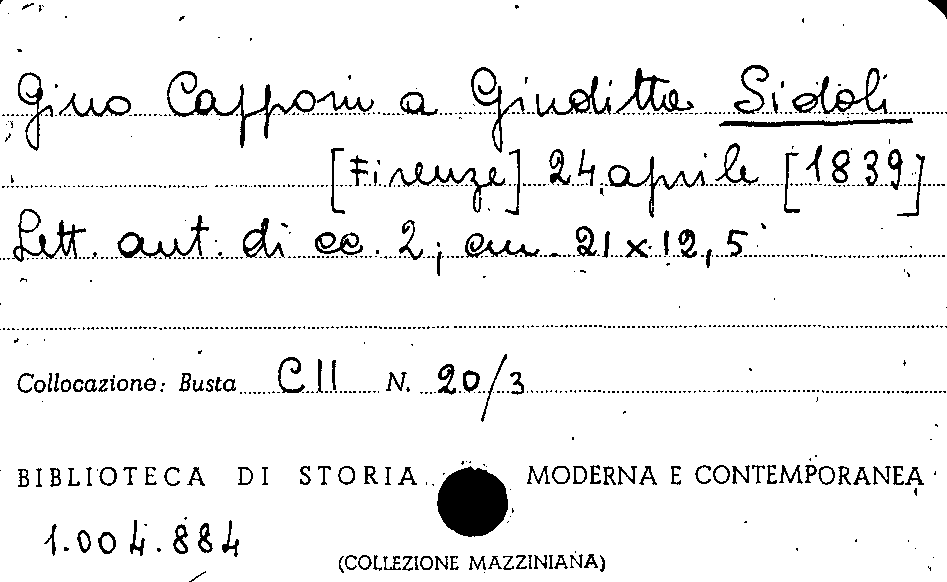 Gino Capponi a Giuditta Sidoli
[Firenze] 24 aprile [1839]
Lett. aut. di cc. 2; cm. 21 x 12,5
Collocazione: Busta CII N. 20/3
BIBLIOTECA DI STORIA MODERNA E CONTEMPORANEA
1.004.884
(COLLEZIONE MAZZINIANA)